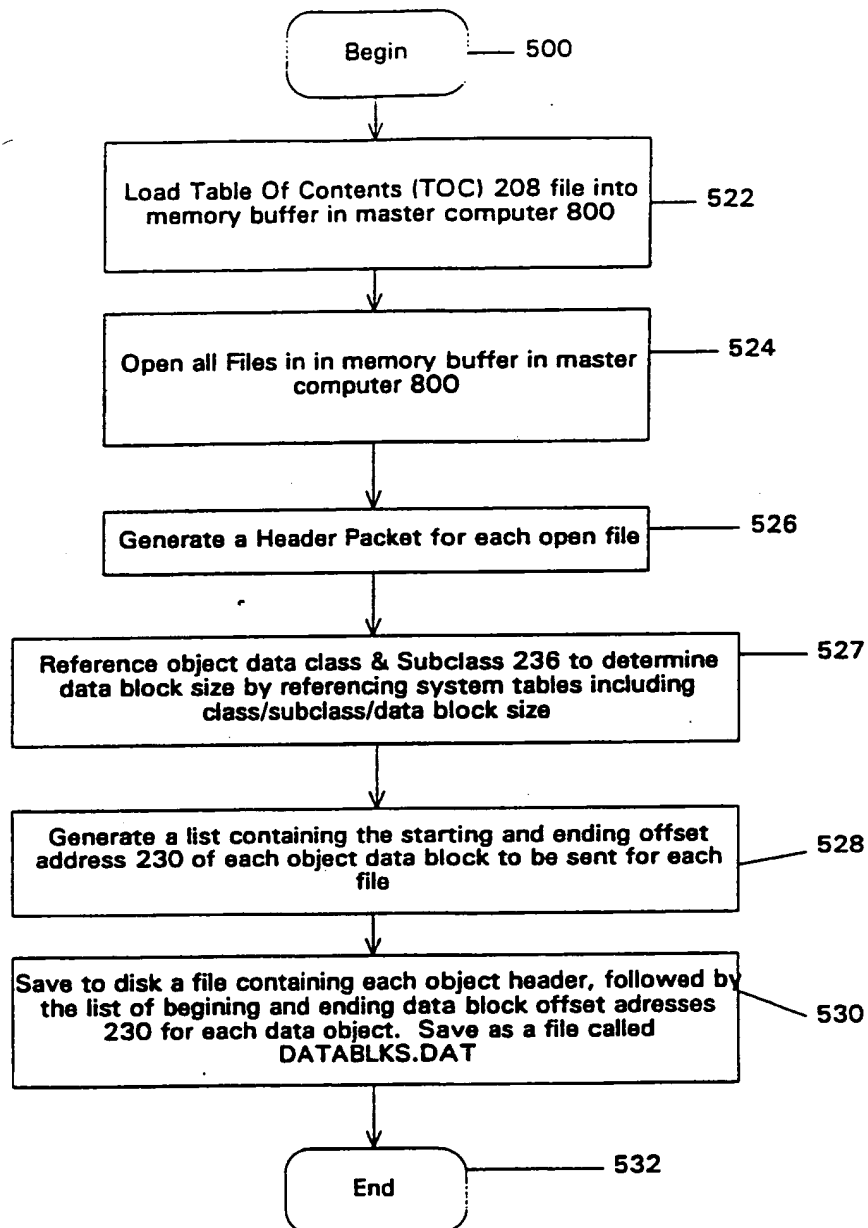 Begin
500
Load Table Of Contents (TOC) 208 file into
memory buffer in master computer 800
522
Open all Files in in memory buffer in master
computer 800
524
Generate a Header Packet for each open file
526
Reference object data class & Subclass 236 to determine
data block size by referencing system tables including
class/subclass/data block size
527
Generate a list containing the starting and ending offset
address 230 of each object data block to be sent for each
file
528
Save to disk a file containing each object header, followed by
the list of begining and ending data block offset adresses
230 for each data object. Save as a file called
DATABLKS.DAT
530
End
532